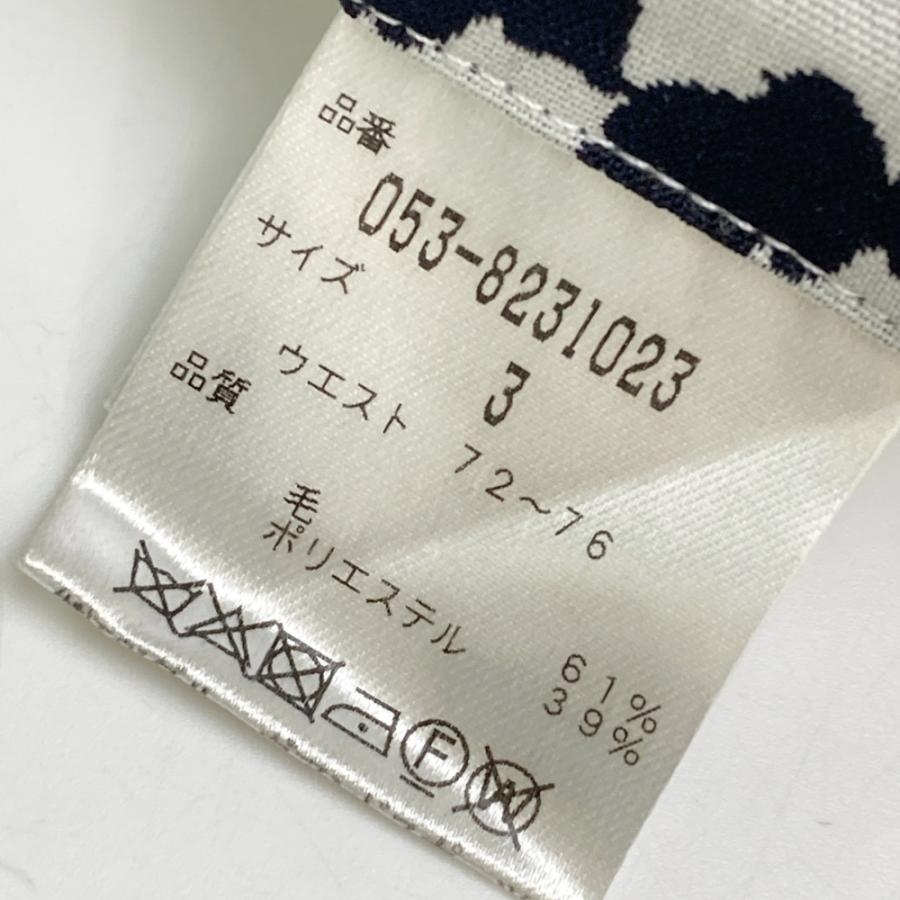 品番
053-8231023
サイズ 3
ウエスト 72～76
品質
毛 61%
ポリエステル 39%
F W